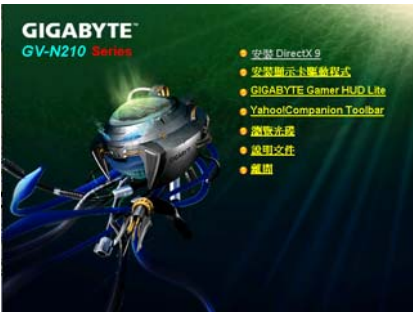 GIGABYTE™
GV-N210 Series
安裝 DirectX 9
安裝顯示卡驅動程式
GIGABYTE Gamer HUD Lite
Yahoo!Companion Toolbar
瀏覽光碟
說明文件
離開
GIGABYTE